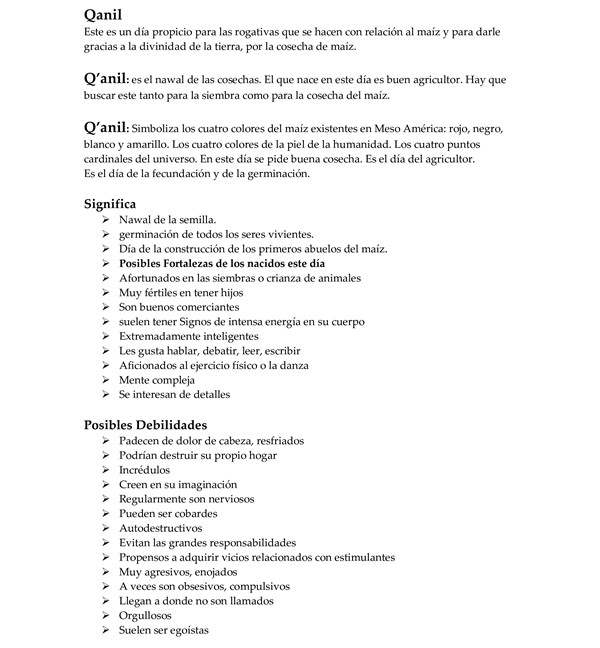 Qanil
Este es un día propicio para las rogativas que se hacen con relación al maíz y para darle
gracias a la divinidad de la tierra, por la cosecha de maíz.
Q'anil: es el nawal de las cosechas. El que nace en este día es buen agricultor. Hay que
buscar este tanto para la siembra como para la cosecha del maíz.
Q'anil: Simboliza los cuatro colores del maíz existentes en Meso América: rojo, negro,
blanco y amarillo. Los cuatro colores de la piel de la humanidad. Los cuatro puntos
cardinales del universo. En este día se pide buena cosecha. Es el día del agricultor.
Es el día de la fecundación y de la germinación.
Significa
➢ Nawal de la semilla.
➢ germinación de todos los seres vivientes.
➢ Día de la construcción de los primeros abuelos del maíz.
➢ Posibles Fortalezas de los nacidos este día
➢ Afortunados en las siembras o crianza de animales
➢ Muy fértiles en tener hijos
➢ Son buenos comerciantes
➢ suelen tener Signos de intensa energía en su cuerpo
➢ Extremadamente inteligentes
➢ Les gusta hablar, debatir, leer, escribir
➢ Aficionados al ejercicio físico o la danza
➢ Mente compleja
➢ Se interesan de detalles
Posibles Debilidades
➢ Padecen de dolor de cabeza, resfriados
➢ Podrían destruir su propio hogar
➢ Incrédulos
➢ Creen en su imaginación
➢ Regularmente son nerviosos
➢ Pueden ser cobardes
➢ Autodestructivos
➢ Evitan las grandes responsabilidades
➢ Propensos a adquirir vicios relacionados con estimulantes
➢ Muy agresivos, enojados
➢ A veces son obsesivos, compulsivos
➢ Llegan a donde no son llamados
➢ Orgullosos
➢ Suelen ser egoístas